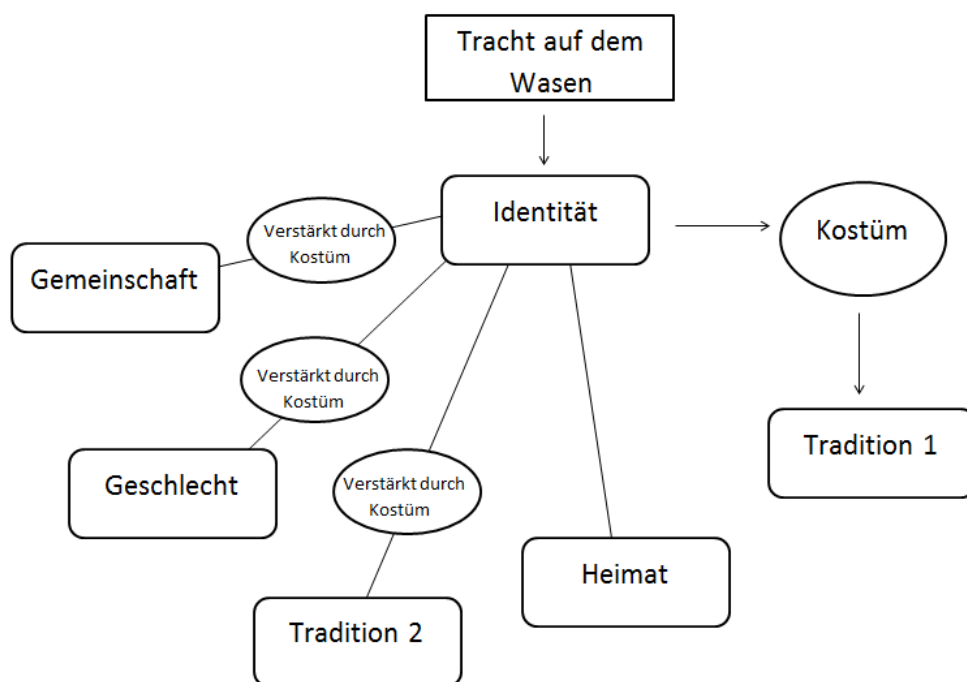 Tracht auf dem
Wasen
Identität
Kostüm
Verstärkt durch
Kostüm
Gemeinschaft
Verstärkt durch
Kostüm
Tradition 1
Geschlecht
Verstärkt durch
Kostüm
Heimat
Tradition 2